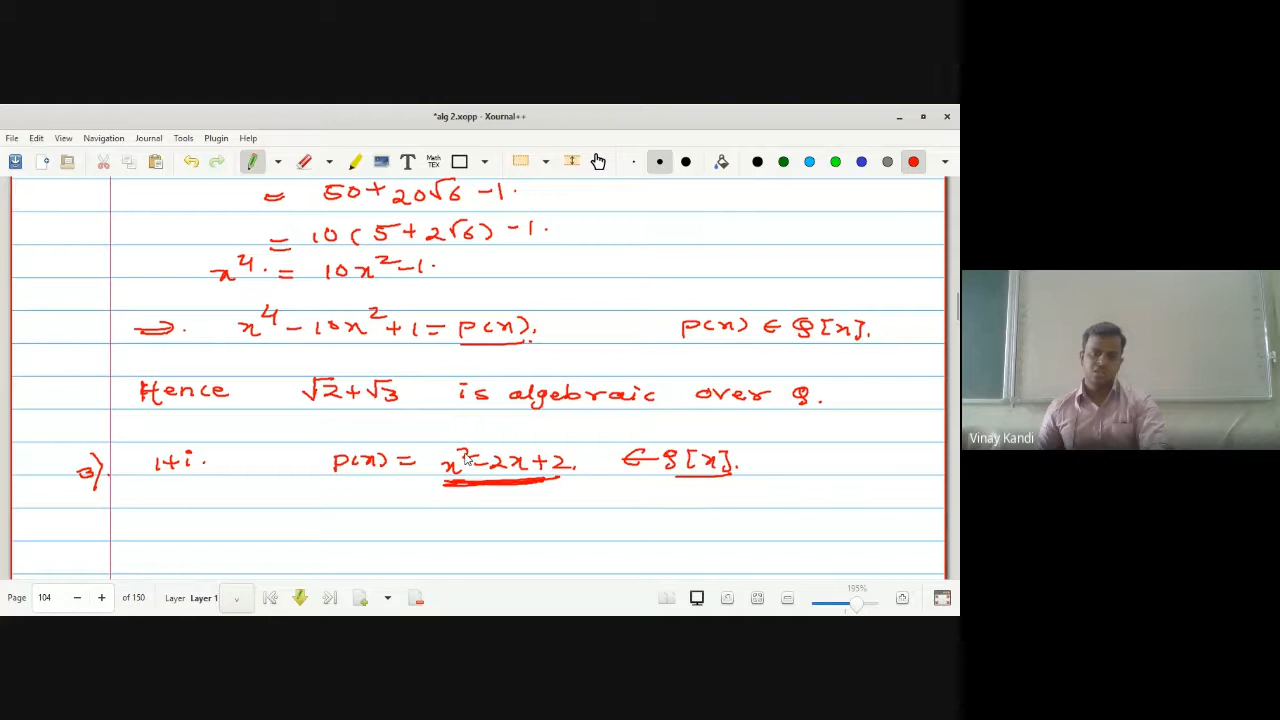 *alg 2.xopp - Xournal++
File Edit View Navigation Journal Tools Plugin Help
= 50+20√6 -1.
= 10(5+2√6) -1.
x⁴. = 10x²-1.
⇒. x⁴-10x²+1 = p(x). p(x) ∈ Q[x].
Hence √2+√3 is algebraic over Q.
3) 1+i. p(x) = x²-2x+2. ∈ Q[x].
Vinay Kandi
Page 104 of 150 Layer Layer 1 195%